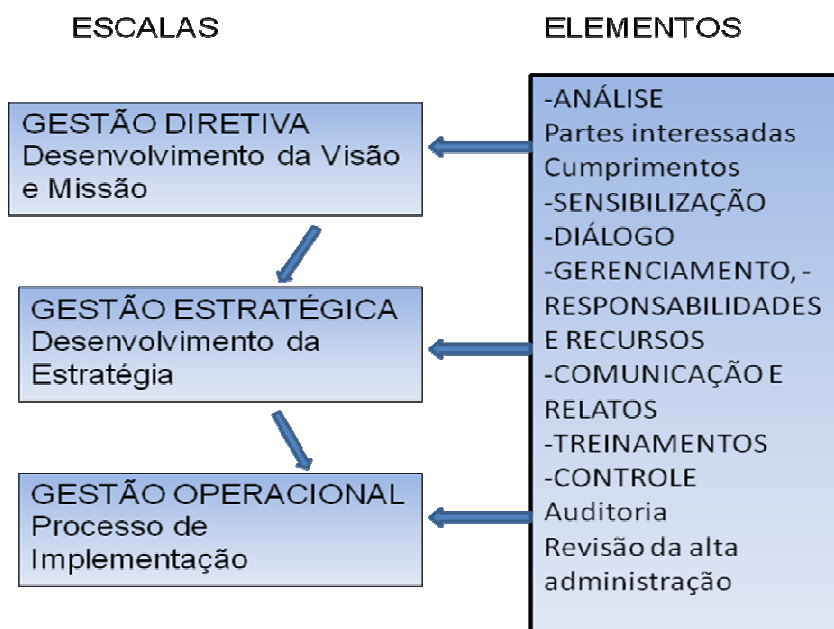 ESCALAS
GESTÃO DIRETIVA
Desenvolvimento da Visão
e Missão
GESTÃO ESTRATÉGICA
Desenvolvimento da
Estratégia
GESTÃO OPERACIONAL
Processo de
Implementação
ELEMENTOS
-ANÁLISE
Partes interessadas
Cumprimentos
-SENSIBILIZAÇÃO
-DIÁLOGO
-GERENCIAMENTO, -
RESPONSABILIDADES
E RECURSOS
-COMUNICAÇÃO E
RELATOS
-TREINAMENTOS
-CONTROLE
Auditoria
Revisão da alta
administração